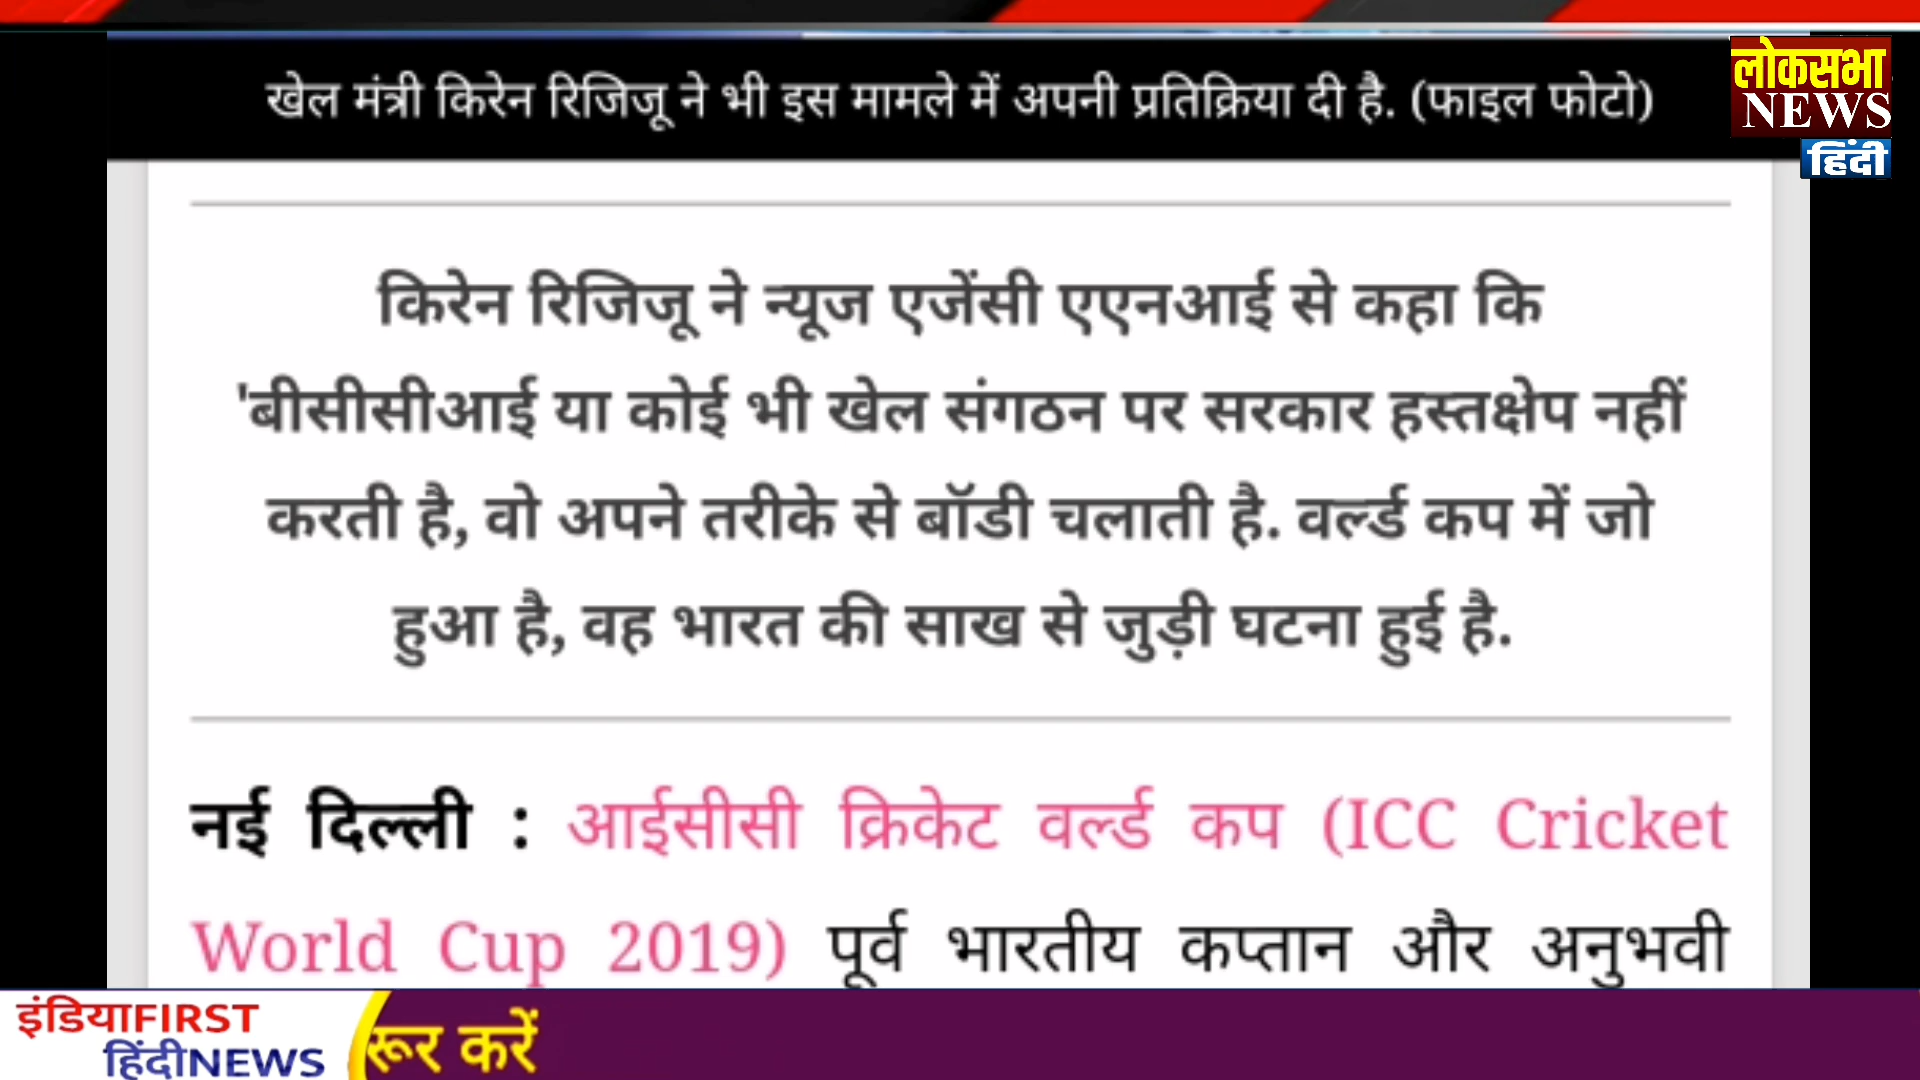 खेल मंत्री किरेन रिजिजू ने भी इस मामले में अपनी प्रतिक्रिया दी है. (फाइल फोटो)
लोकसभा
NEWS
हिंदी
किरेन रिजिजू ने न्यूज एजेंसी एएनआई से कहा कि
'बीसीसीआई या कोई भी खेल संगठन पर सरकार हस्तक्षेप नहीं
करती है, वो अपने तरीके से बॉडी चलाती है. वर्ल्ड कप में जो
हुआ है, वह भारत की साख से जुड़ी घटना हुई है.
नई दिल्ली : आईसीसी क्रिकेट वर्ल्ड कप (ICC Cricket
World Cup 2019) पूर्व भारतीय कप्तान और अनुभवी
इंडियाFIRST
हिंदीNEWS
रूर करें